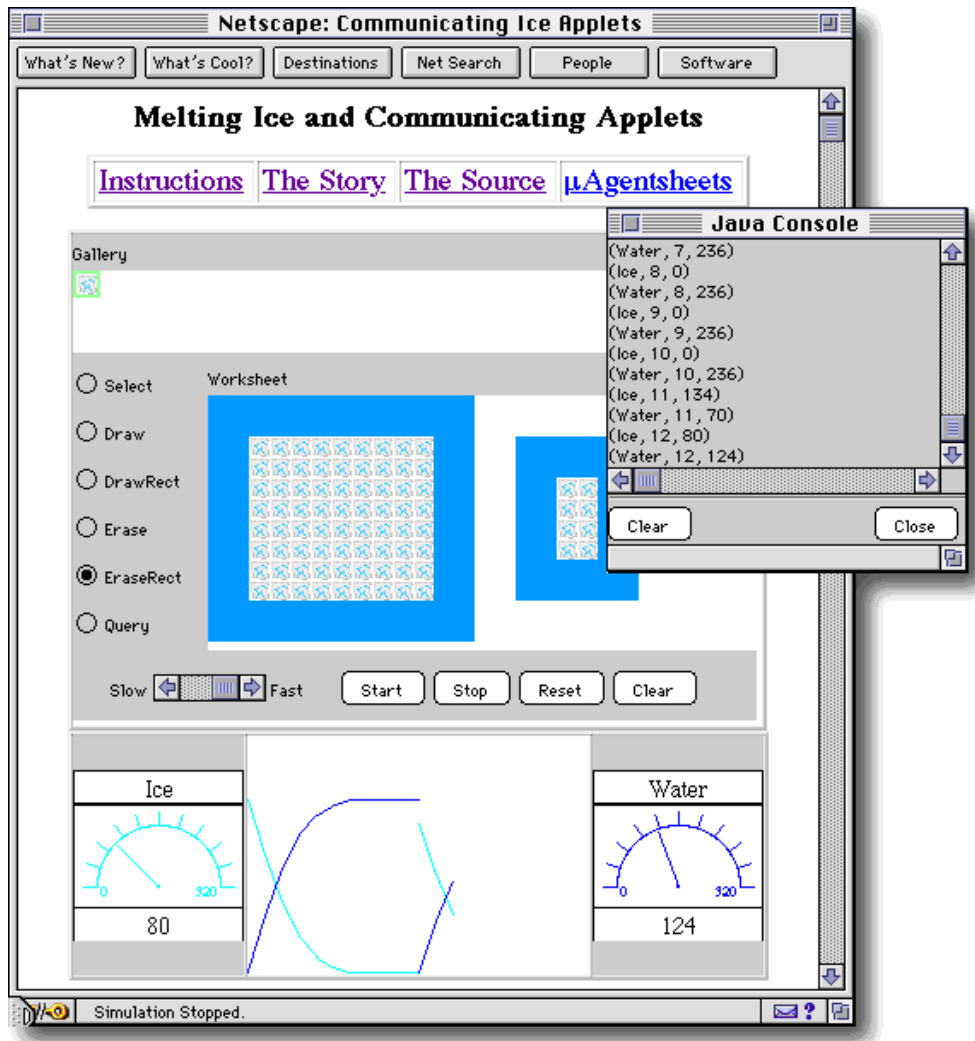 Netscape: Communicating Ice Applets
What's New? What's Cool? Destinations Net Search People Software
Melting Ice and Communicating Applets
Instructions The Story The Source µAgentsheets
Java Console
(Water, 7, 236)
(Ice, 8, 0)
(Water, 8, 236)
(Ice, 9, 0)
(Water, 9, 236)
(Ice, 10, 0)
(Water, 10, 236)
(Ice, 11, 134)
(Water, 11, 70)
(Ice, 12, 80)
(Water, 12, 124)
Clear Close
Gallery
Worksheet
Select
Draw
DrawRect
Erase
EraseRect
Query
Slow Fast Start Stop Reset Clear
Ice
0 320
80
Water
0 320
124
Simulation Stopped.
?